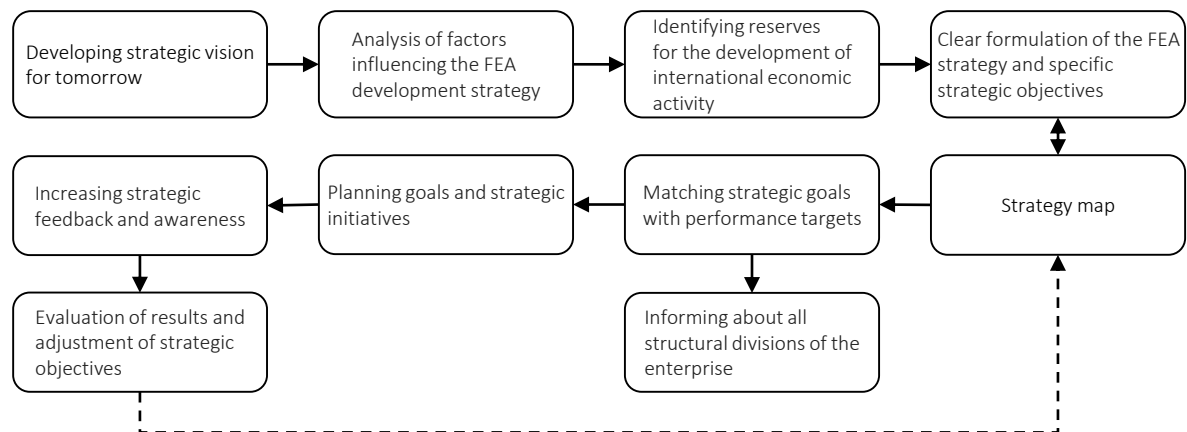 Developing strategic vision
for tomorrow
Analysis of factors
influencing the FEA
development strategy
Identifying reserves
for the development of
international economic
activity
Clear formulation of the FEA
strategy and specific
strategic objectives
Increasing strategic
feedback and awareness
Planning goals and strategic
initiatives
Matching strategic goals
with performance targets
Strategy map
Evaluation of results and
adjustment of strategic
objectives
Informing about all
structural divisions of the
enterprise